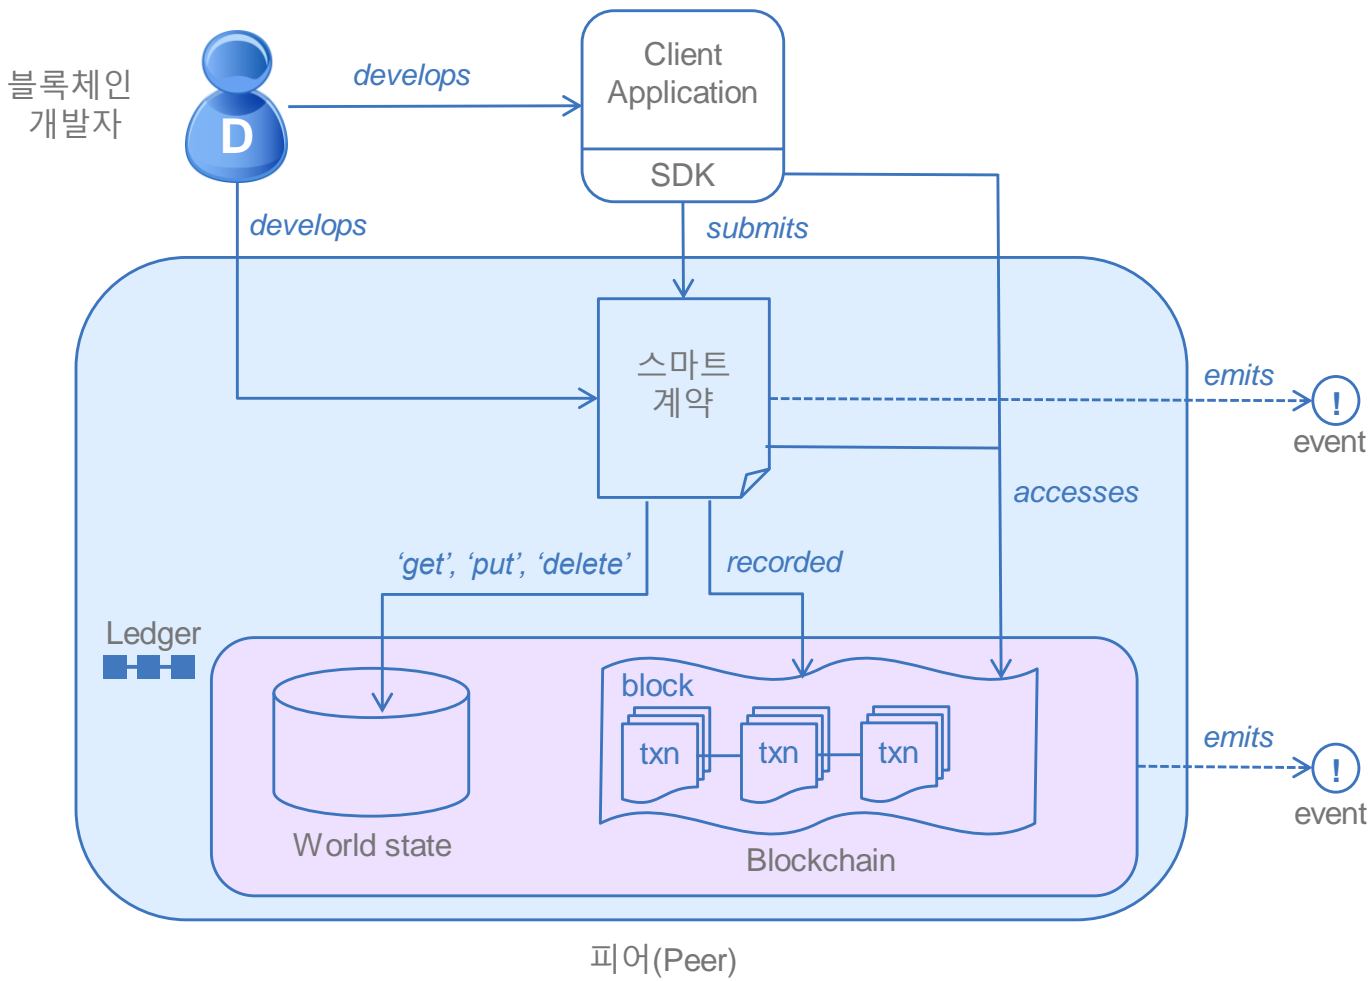 블록체인
개발자
D
develops
Client
Application
SDK
develops
submits
스마트
계약
emits
!
event
accesses
‘get’, ‘put’, ‘delete’
recorded
Ledger
block
txn
txn
txn
emits
!
event
World state
Blockchain
피어(Peer)